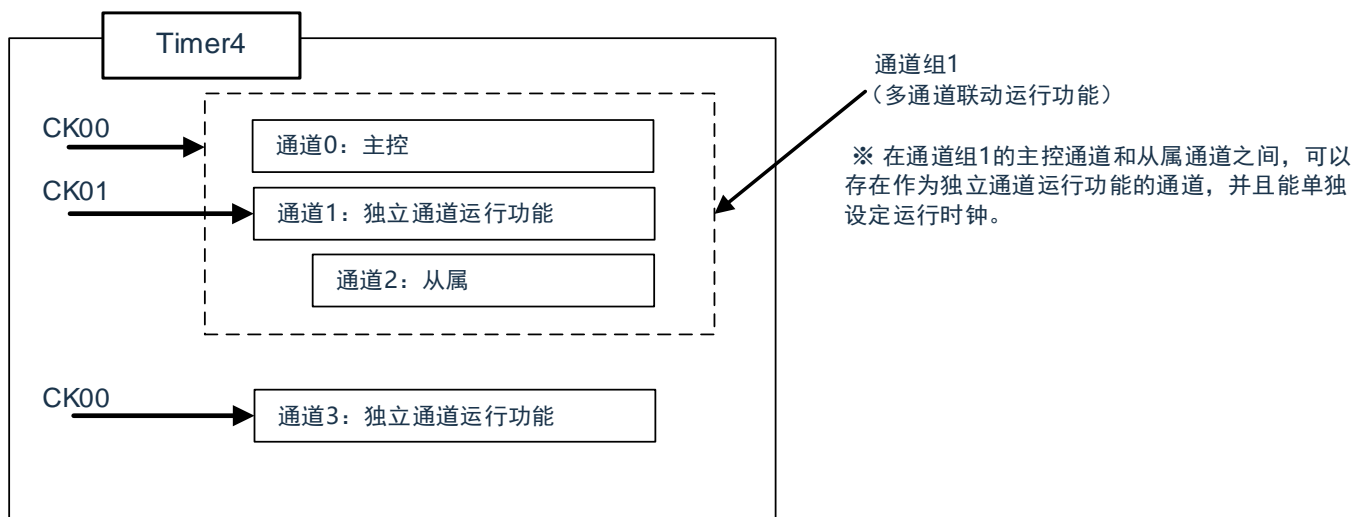 Timer4
通道组1
（多通道联动运行功能）
CK00
通道0：主控
※ 在通道组1的主控通道和从属通道之间，可以
存在作为独立通道运行功能的通道，并且能单独
设定运行时钟。
CK01
通道1：独立通道运行功能
通道2：从属
CK00
通道3：独立通道运行功能